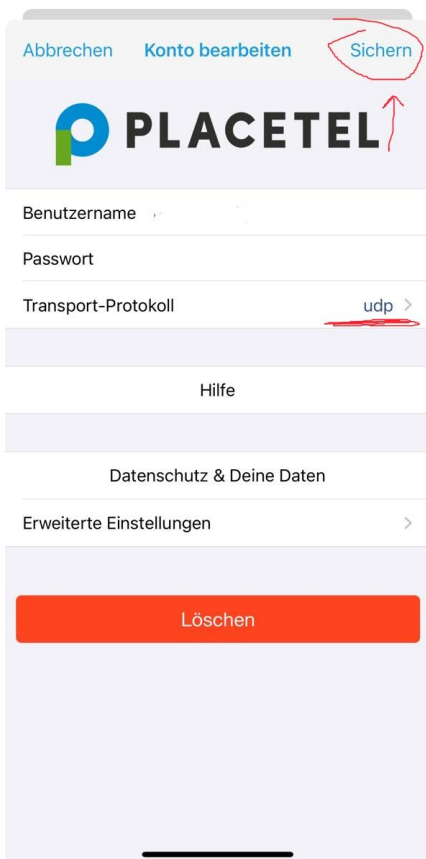 Abbrechen Konto bearbeiten Sichern
PLACETEL
Benutzername
Passwort
Transport-Protokoll udp
Hilfe
Datenschutz & Deine Daten
Erweiterte Einstellungen
Löschen